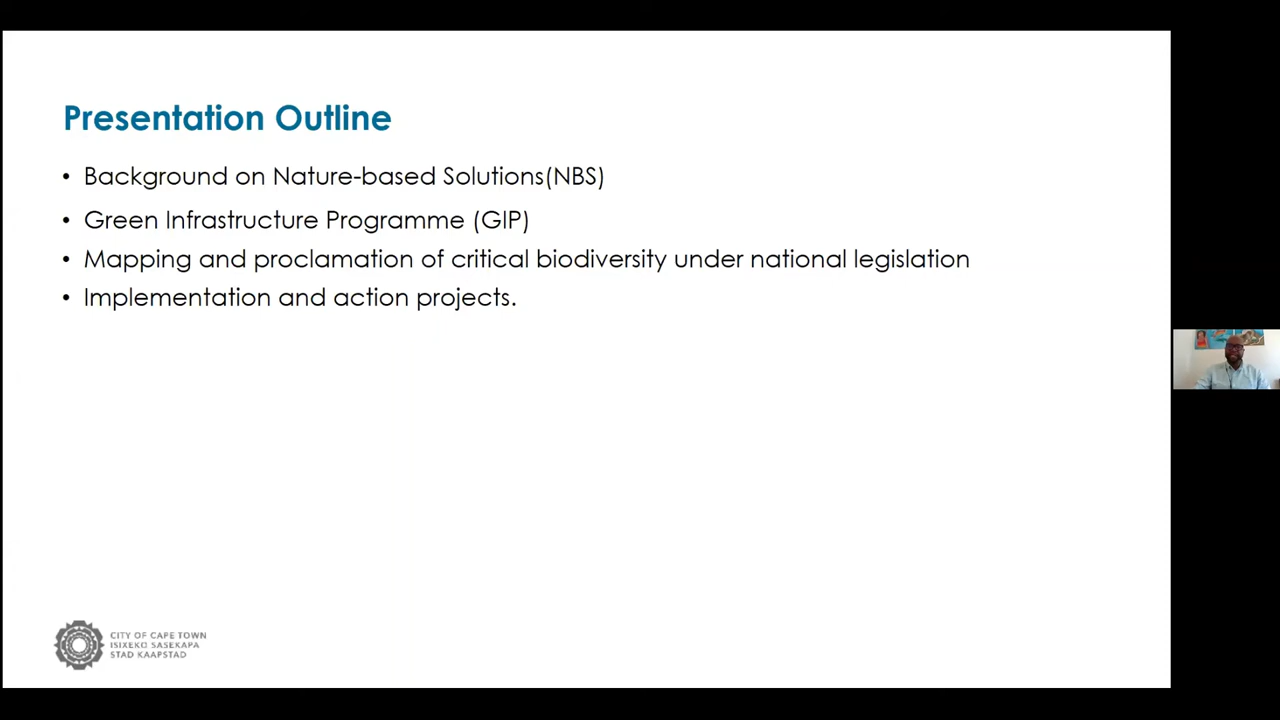 Presentation Outline
• Background on Nature-based Solutions(NBS)
• Green Infrastructure Programme (GIP)
• Mapping and proclamation of critical biodiversity under national legislation
• Implementation and action projects.
CITY OF CAPE TOWN
ISIXEKO SASEKAPA
STAD KAAPSTAD